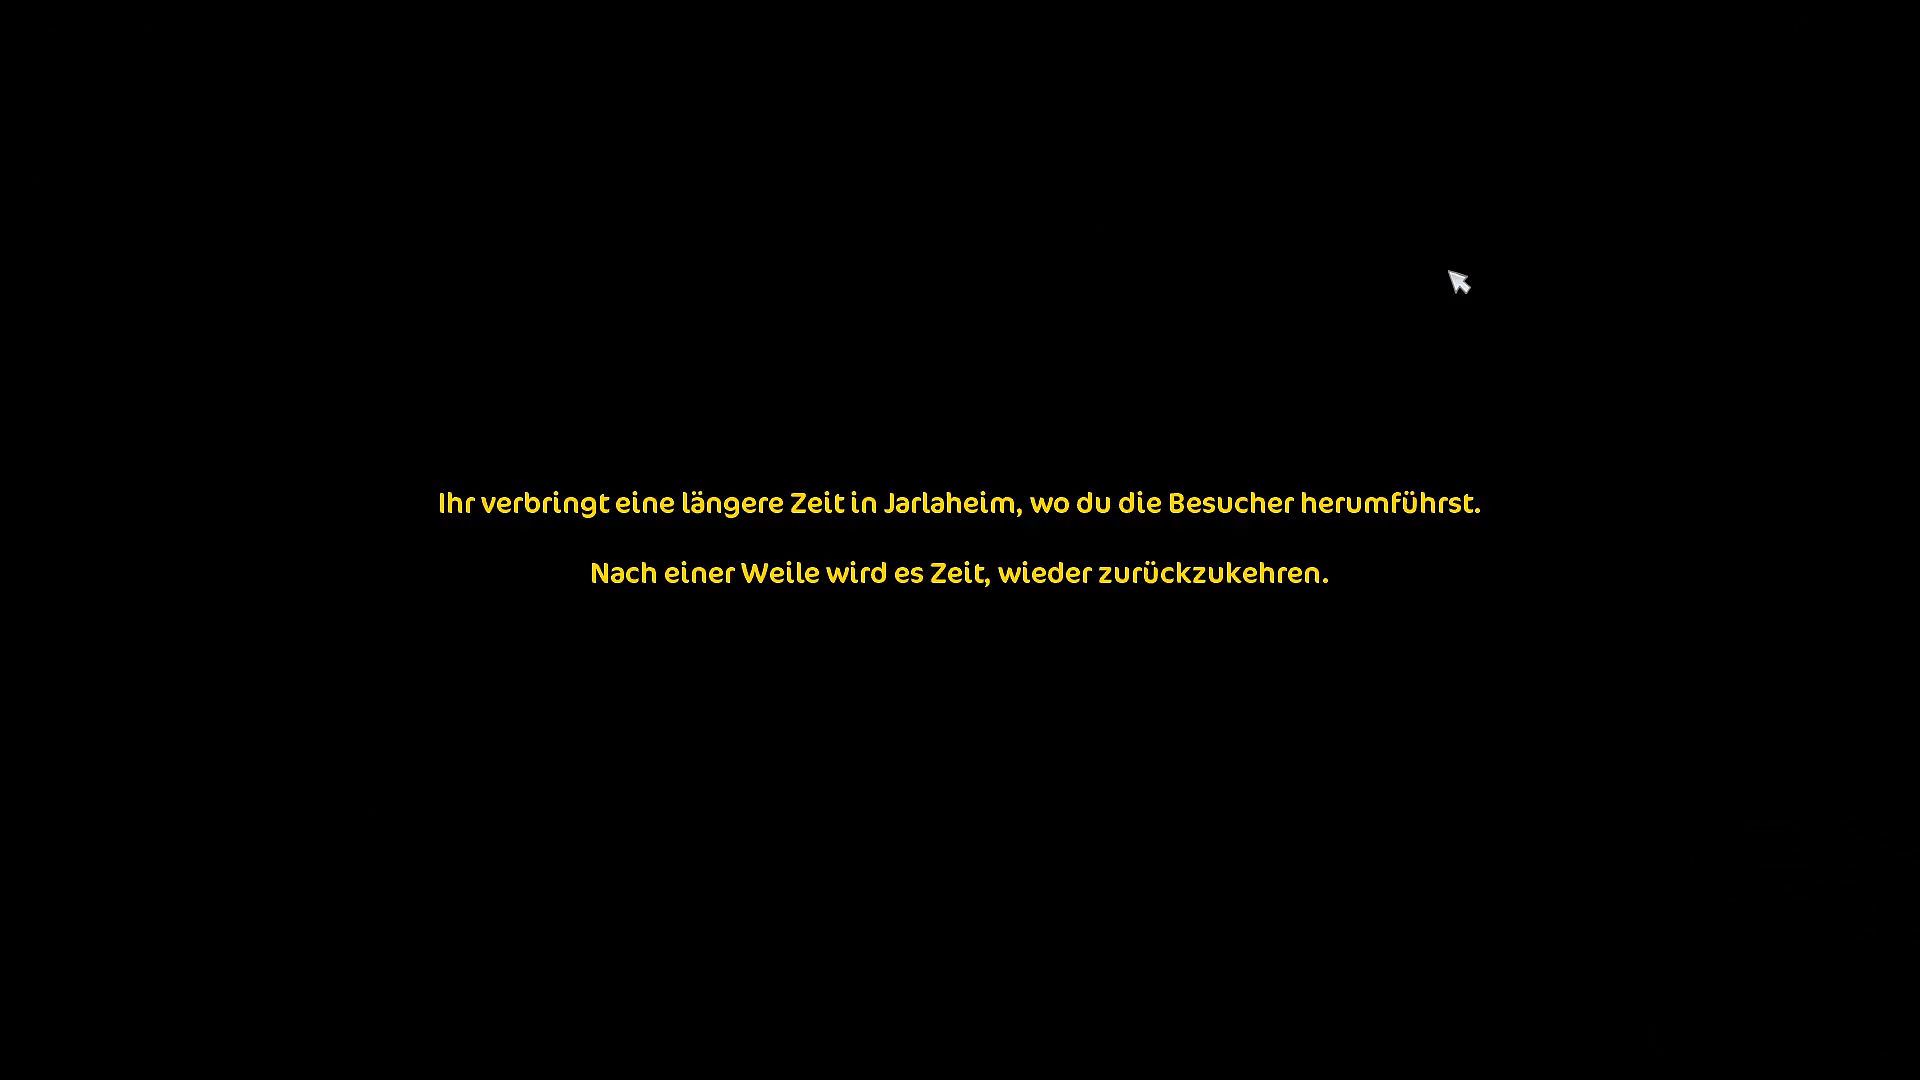 Ihr verbringt eine längere Zeit in Jarlaheim, wo du die Besucher herumführst.
Nach einer Weile wird es Zeit, wieder zurückzukehren.